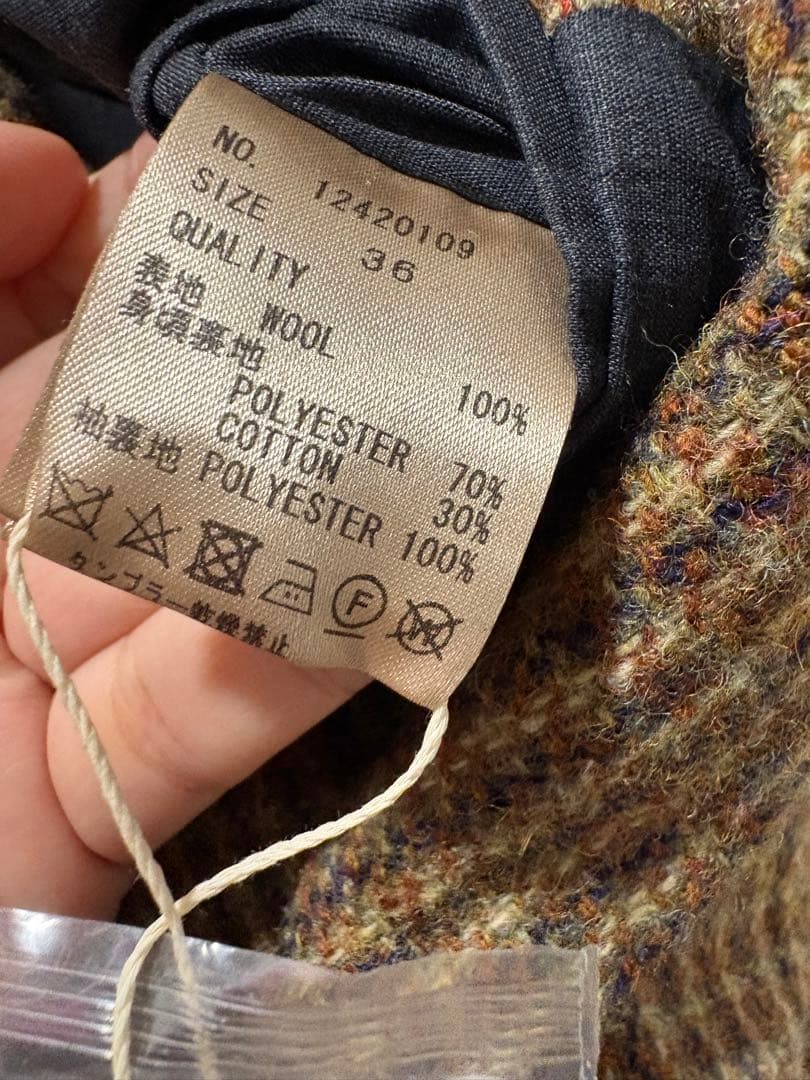 NO. 12420109
SIZE 36
QUALITY
表地 WOOL 100%
身頃裏地
POLYESTER 70%
COTTON 30%
袖裏地 POLYESTER 100%
F W
タンブラー乾燥禁止